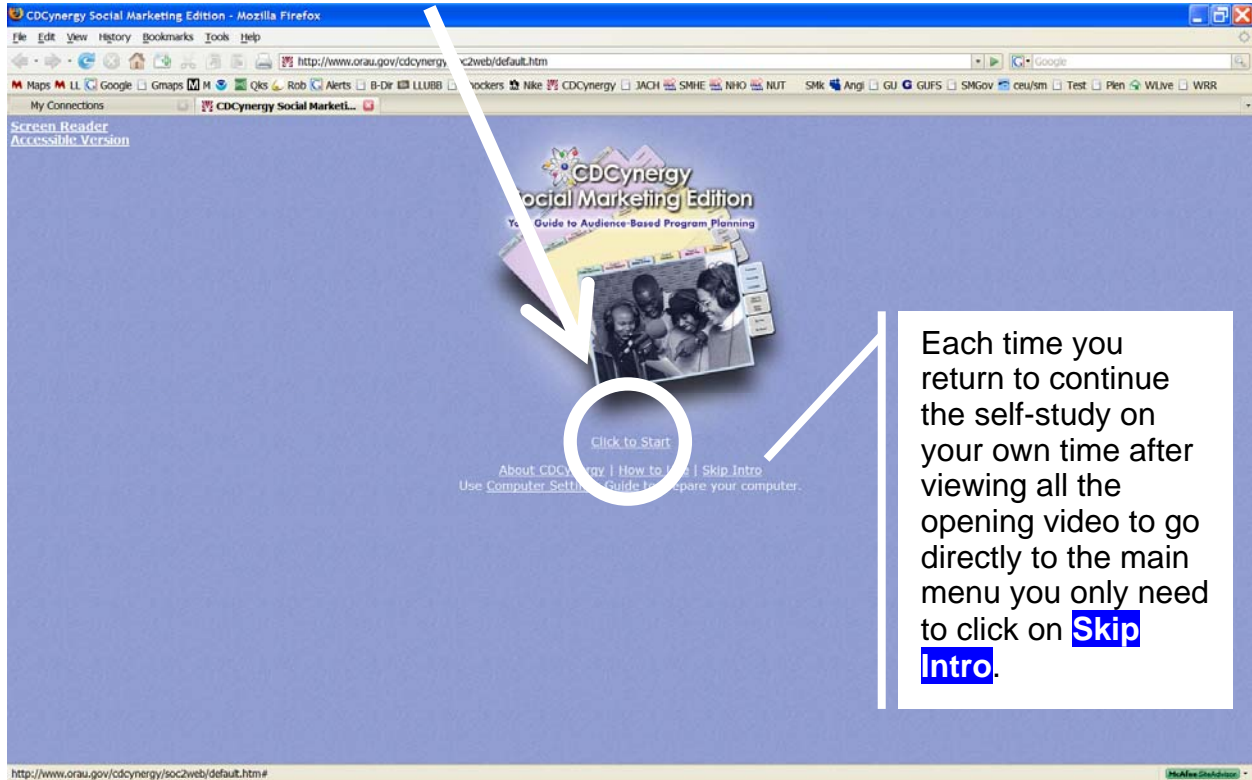 CDCynergy Social Marketing Edition - Mozilla Firefox
File Edit View History Bookmarks Tools Help
http://www.orau.gov/cdcynergy/soc2web/default.htm
Google
Maps LL Google Gmaps M Qks Rob Alerts B-Dir LLUBB Nike CDCynergy JACH SMHE NHO NUT SMk Angi GU GUFS SMGov ceu/sm Test Plen WLive WRR
My Connections CDCynergy Social Marketi...
Screen Reader
Accessible Version
CDCynergy
Social Marketing Edition
Your Guide to Audience-Based Program Planning
Click to Start
About CDCynergy | How to Use | Skip Intro
Use Computer Settings Guide to prepare your computer.
Each time you
return to continue
the self-study on
your own time after
viewing all the
opening video to go
directly to the main
menu you only need
to click on Skip
Intro.
http://www.orau.gov/cdcynergy/soc2web/default.htm#
McAfee SiteAdvisor